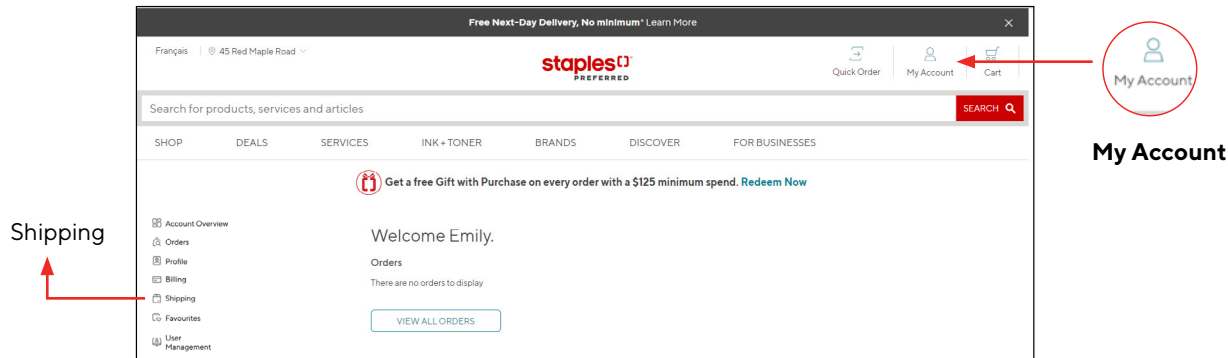 Free Next-Day Delivery, No minimum* Learn More
Français
45 Red Maple Road
staples
PREFERRED
Quick Order
My Account
Cart
My Account
Search for products, services and articles
SEARCH
SHOP DEALS SERVICES INK + TONER BRANDS DISCOVER FOR BUSINESSES
My Account
Get a free Gift with Purchase on every order with a $125 minimum spend. Redeem Now
Shipping
Account Overview
Orders
Profile
Billing
Shipping
Favourites
User
Management
Welcome Emily.
Orders
There are no orders to display
VIEW ALL ORDERS